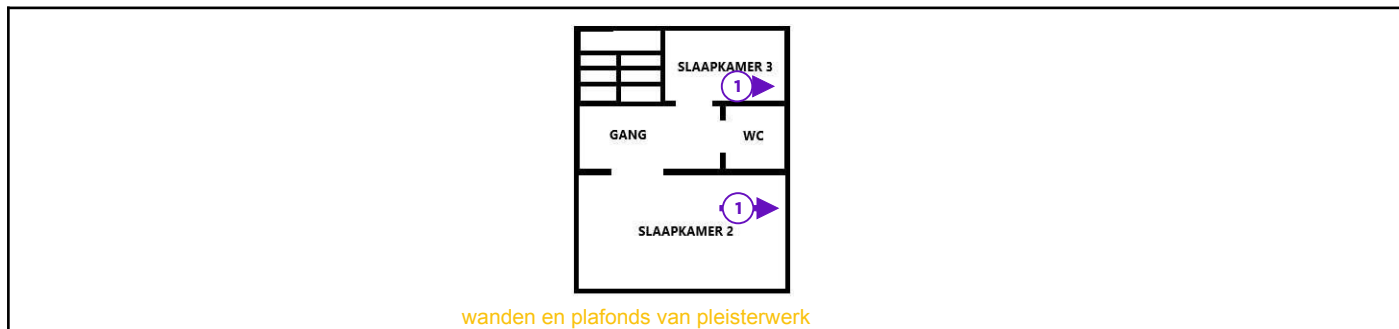 SLAAPKAMER 3
1
GANG
WC
1
SLAAPKAMER 2
wanden en plafonds van pleisterwerk